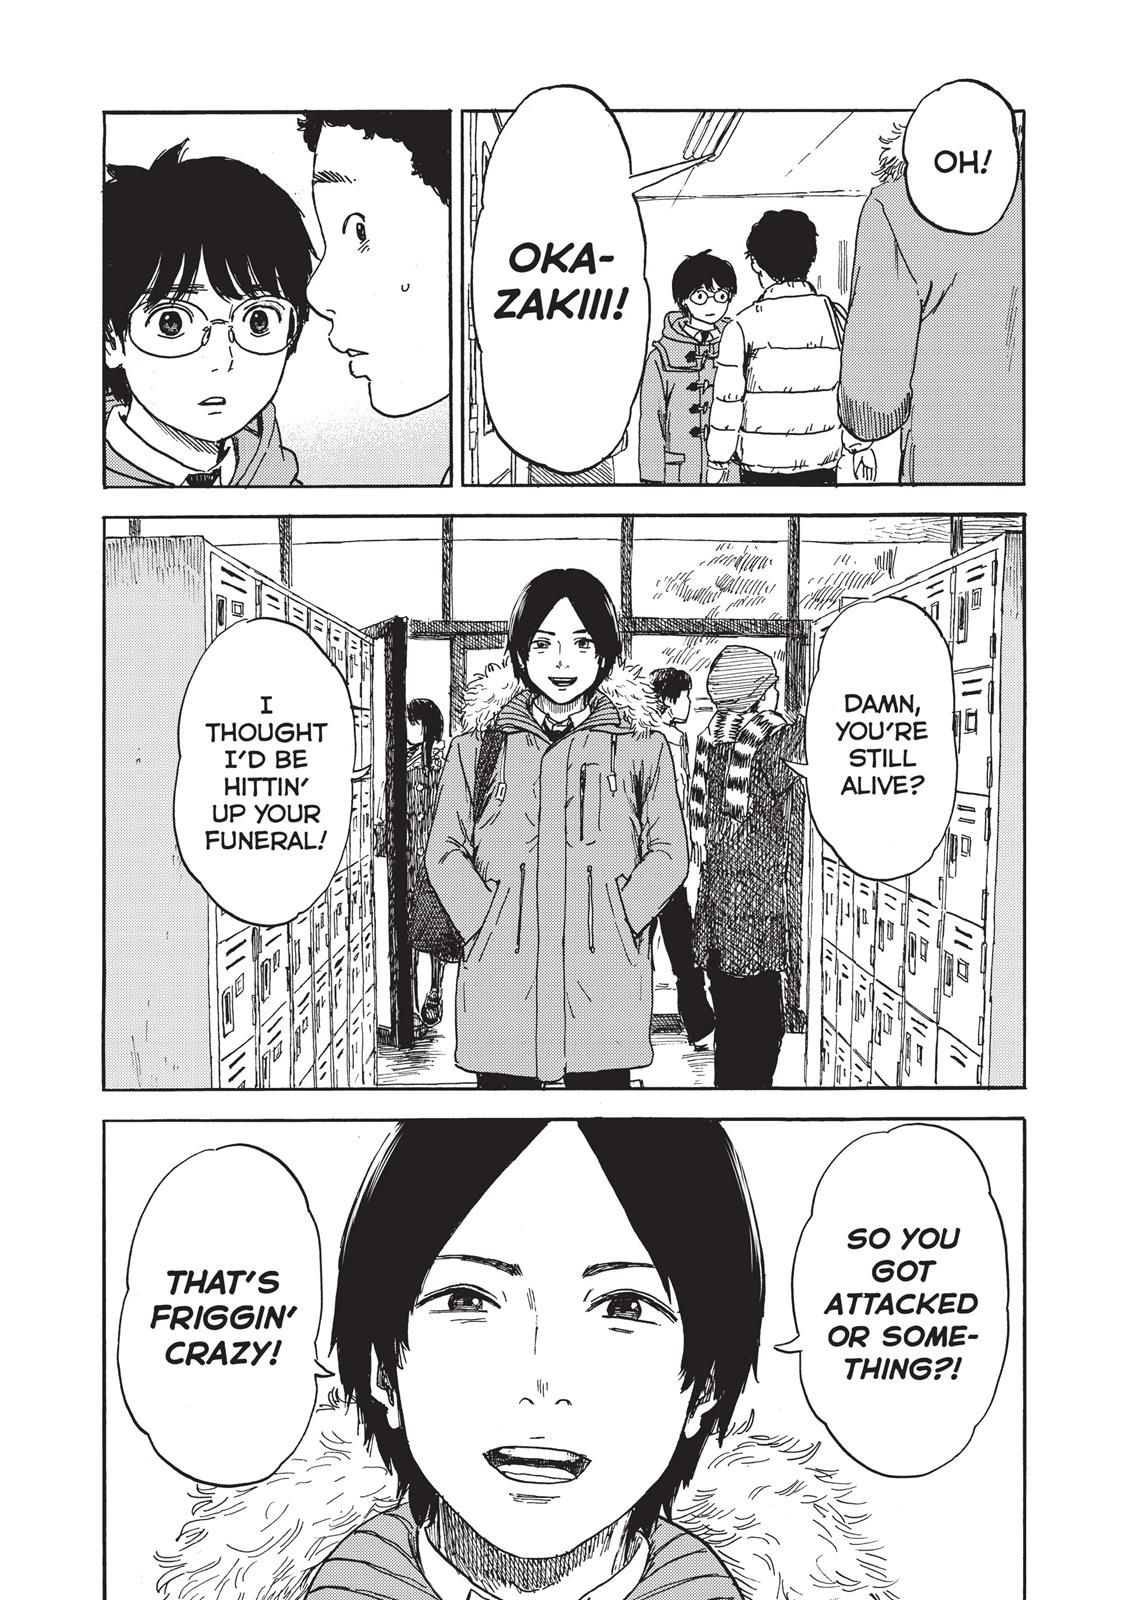 OH!
OKA-
ZAKIII!
DAMN,
YOU'RE
STILL
ALIVE?
I
THOUGHT
I'D BE
HITTIN'
UP YOUR
FUNERAL!
SO YOU
GOT
ATTACKED
OR SOME-
THING?!
THAT'S
FRIGGIN'
CRAZY!